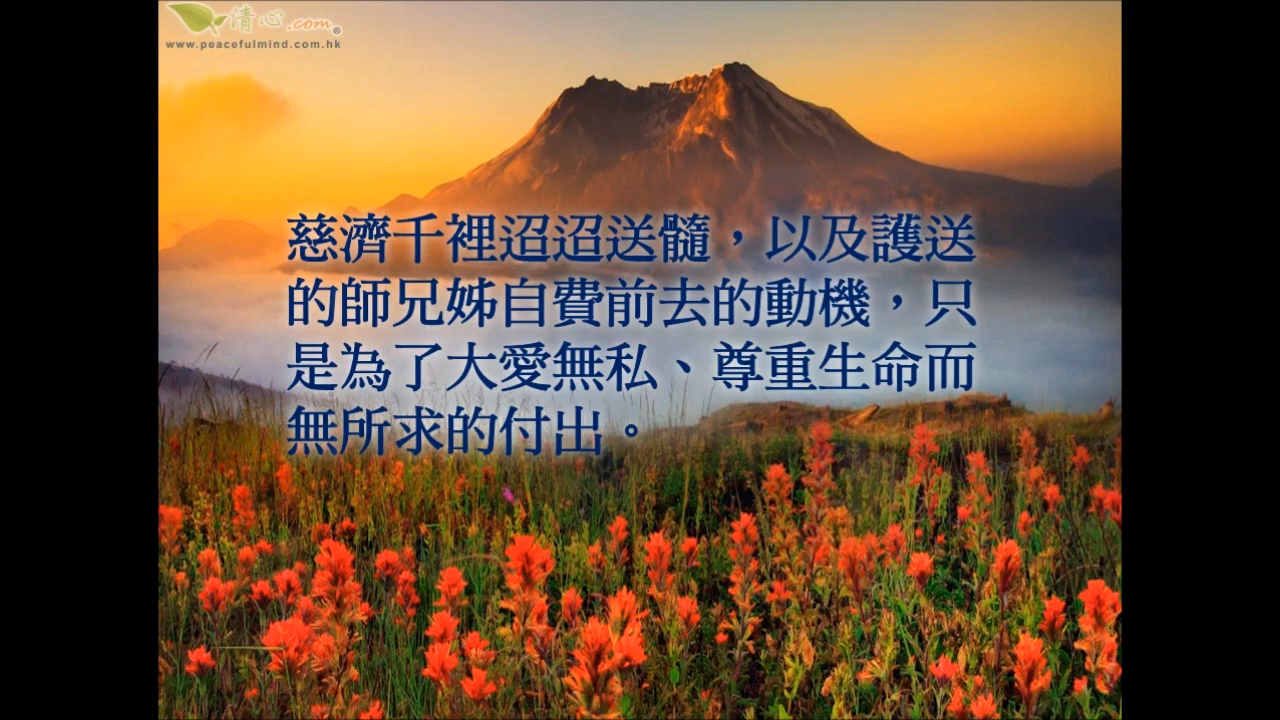 清心.com®
www.peacefulmind.com.hk
慈濟千裡迢迢送髓，以及護送
的師兄姊自費前去的動機，只
是為了大愛無私、尊重生命而
無所求的付出。